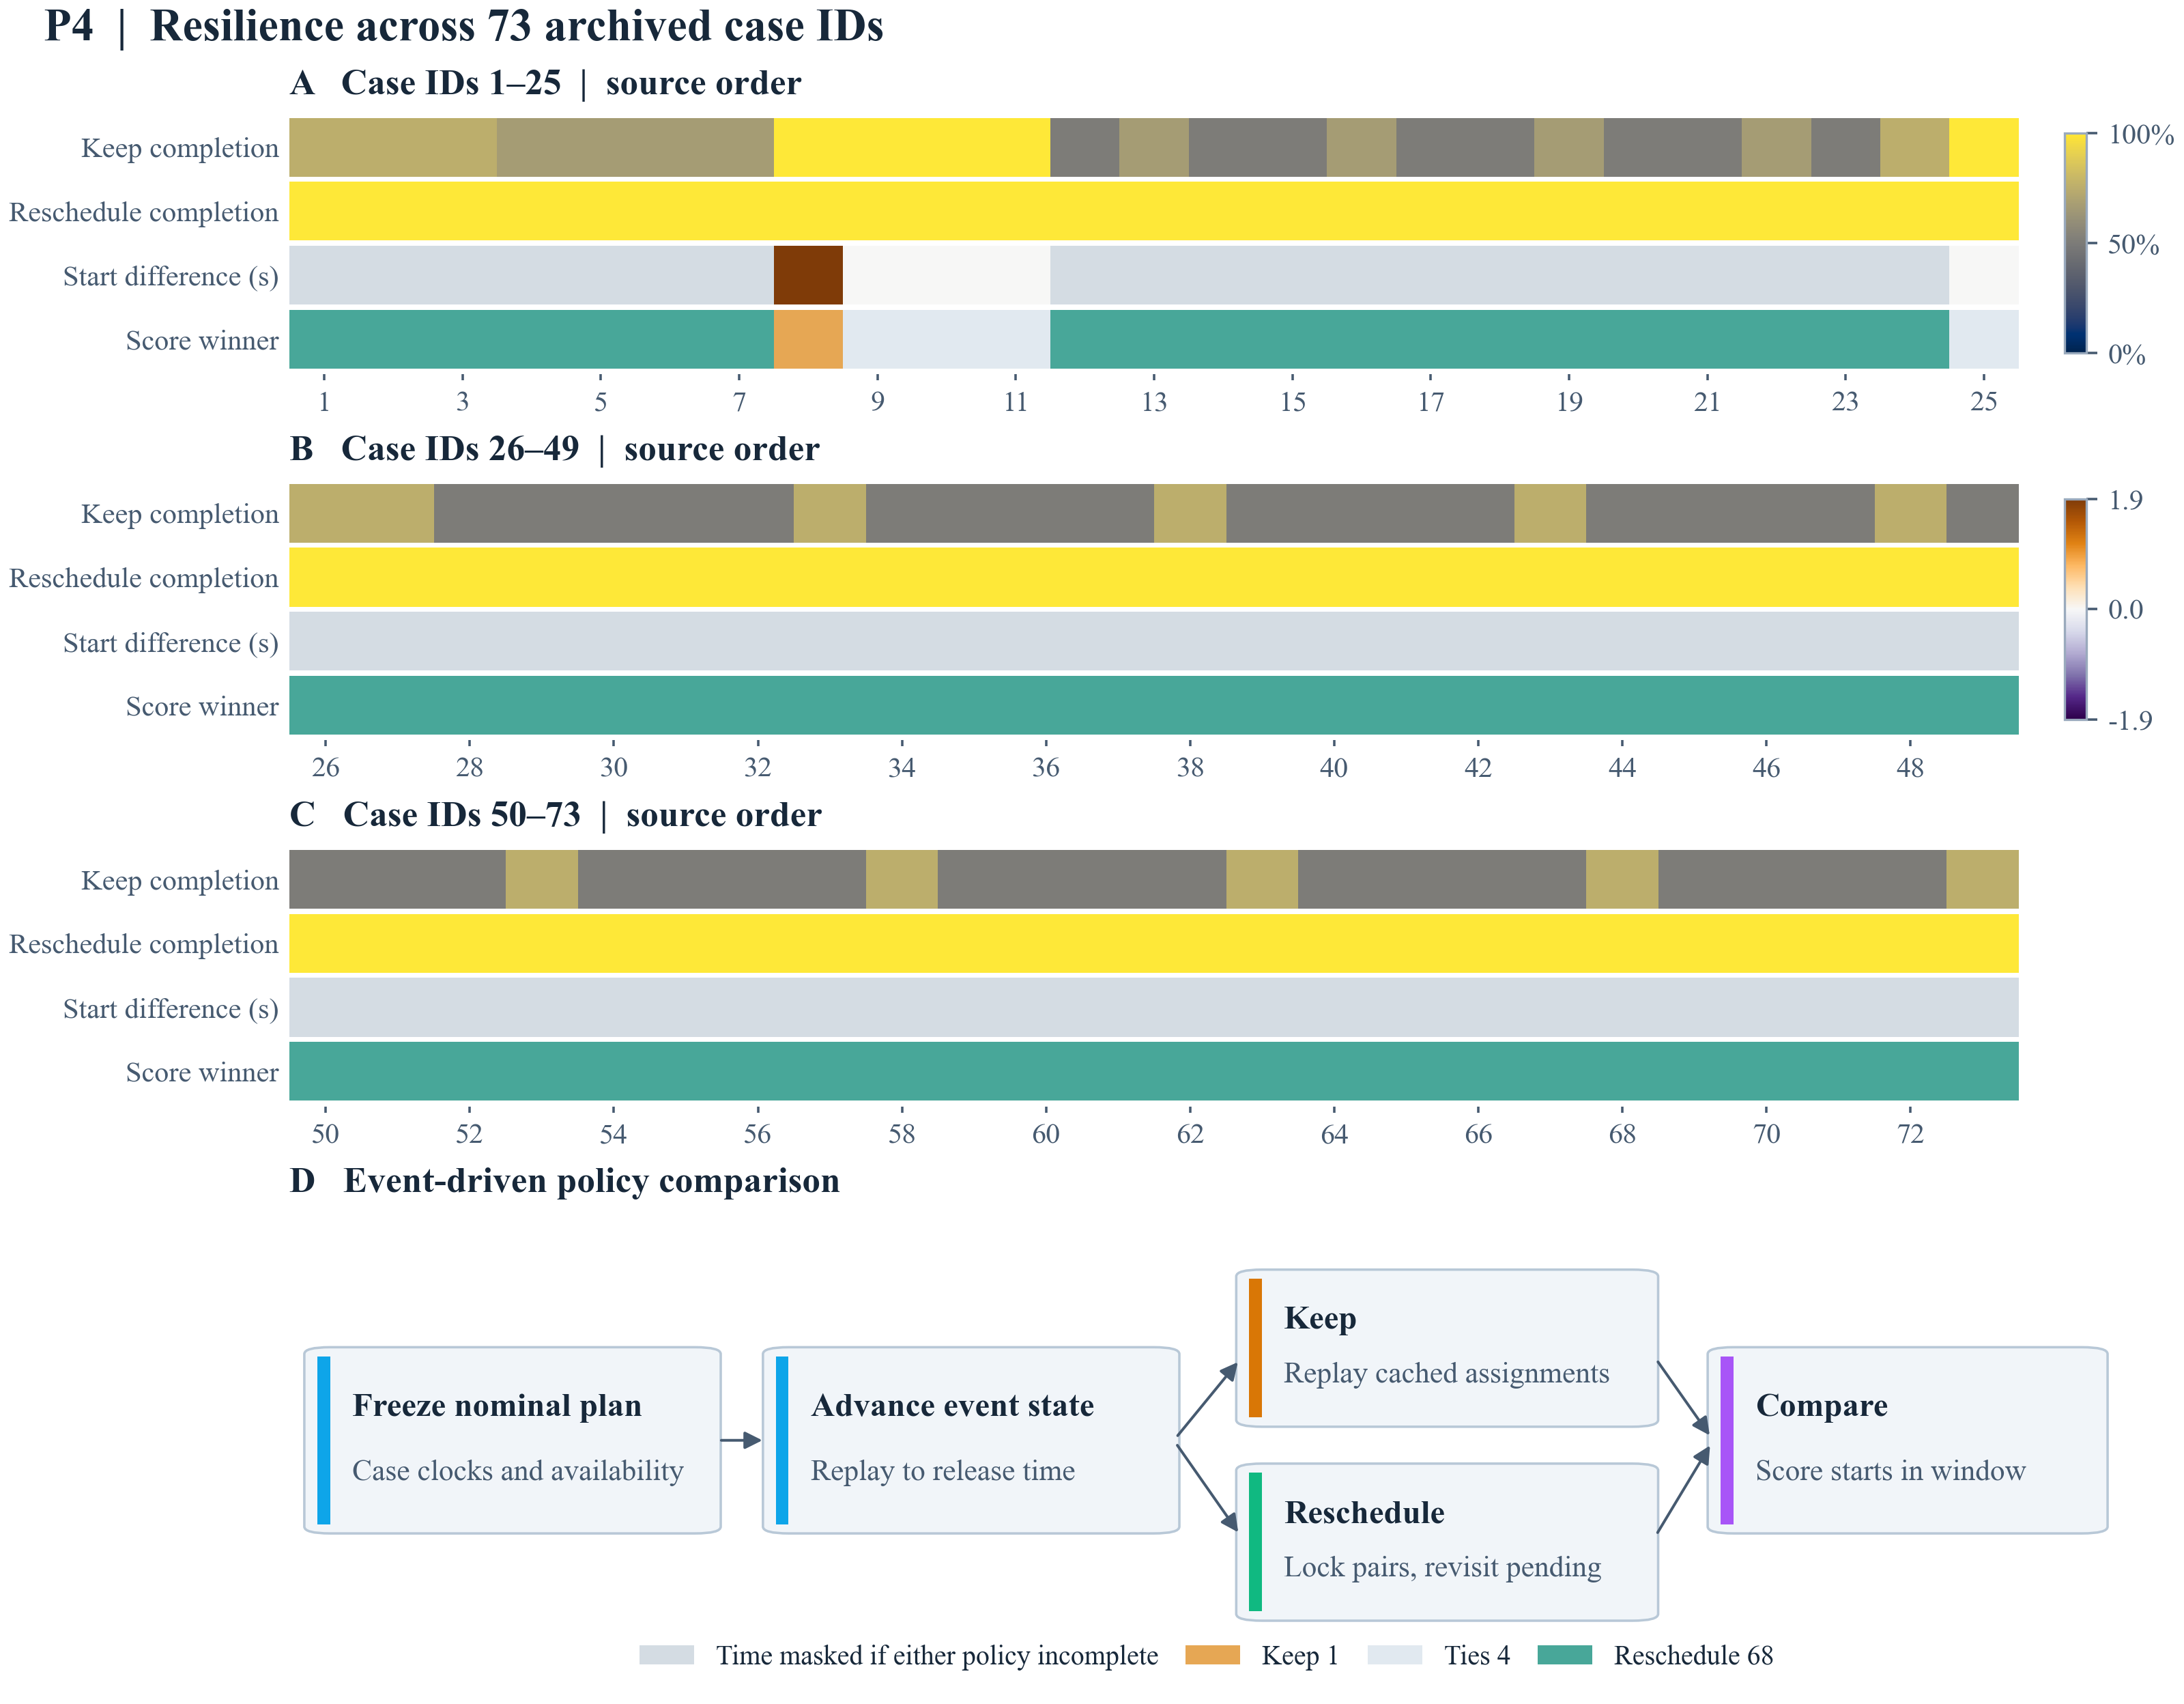 P4 | Resilience across 73 archived case IDs
A Case IDs 1–25 | source order
Keep completion
Reschedule completion
Start difference (s)
Score winner
1 3 5 7 9 11 13 15 17 19 21 23 25
100%
50%
0%
B Case IDs 26–49 | source order
Keep completion
Reschedule completion
Start difference (s)
Score winner
26 28 30 32 34 36 38 40 42 44 46 48
1.9
0.0
-1.9
C Case IDs 50–73 | source order
Keep completion
Reschedule completion
Start difference (s)
Score winner
50 52 54 56 58 60 62 64 66 68 70 72
D Event-driven policy comparison
Freeze nominal plan
Case clocks and availability
Advance event state
Replay to release time
Keep
Replay cached assignments
Reschedule
Lock pairs, revisit pending
Compare
Score starts in window
Time masked if either policy incomplete Keep 1 Ties 4 Reschedule 68